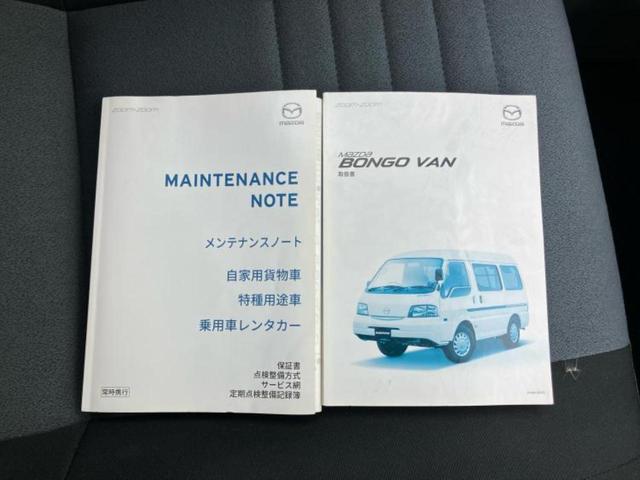 zoom-zoom
mazda
MAINTENANCE
NOTE
メンテナンスノート
自家用貨物車
特種用途車
乗用車レンタカー
保証書
点検整備方式
サービス網
定期点検整備記録簿
常時携行
zoom-zoom
mazda
mazda
BONGO VAN
取扱書